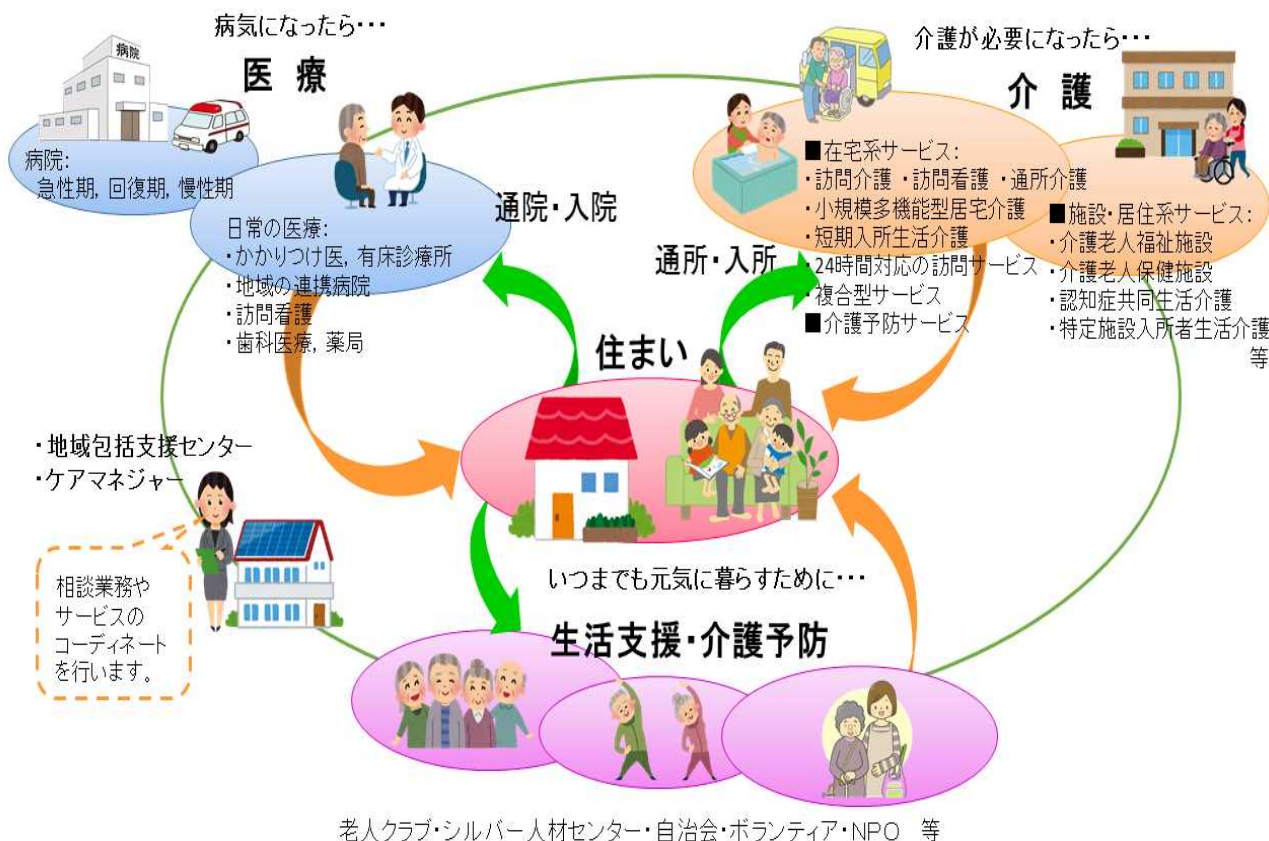 病気になったら・・・
医 療
病院
病院:
急性期, 回復期, 慢性期
日常の医療:
・かかりつけ医, 有床診療所
・地域の連携病院
・訪問看護
・歯科医療, 薬局
通院・入院
介護が必要になったら・・・
介 護
■在宅系サービス:
・訪問介護 ・訪問看護 ・通所介護
・小規模多機能型居宅介護
・短期入所生活介護
・24時間対応の訪問サービス
・複合型サービス
■介護予防サービス
■施設・居住系サービス:
・介護老人福祉施設
・介護老人保健施設
・認知症共同生活介護
・特定施設入所者生活介護
等
通所・入所
住まい
・地域包括支援センター
・ケアマネジャー
相談業務や
サービスの
コーディネート
を行います。
いつまでも元気に暮らすために・・・
生活支援・介護予防
老人クラブ・シルバー人材センター・自治会・ボランティア・NPO 等